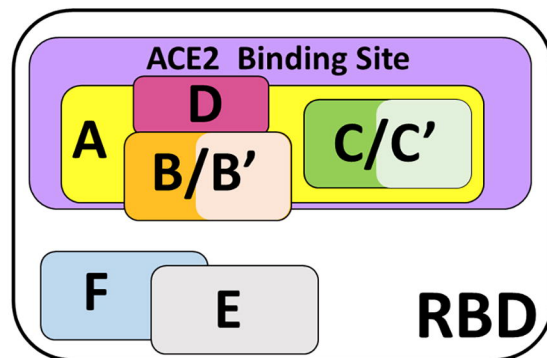 ACE2 Binding Site
D
A
B/B’
C/C’
F
E
RBD